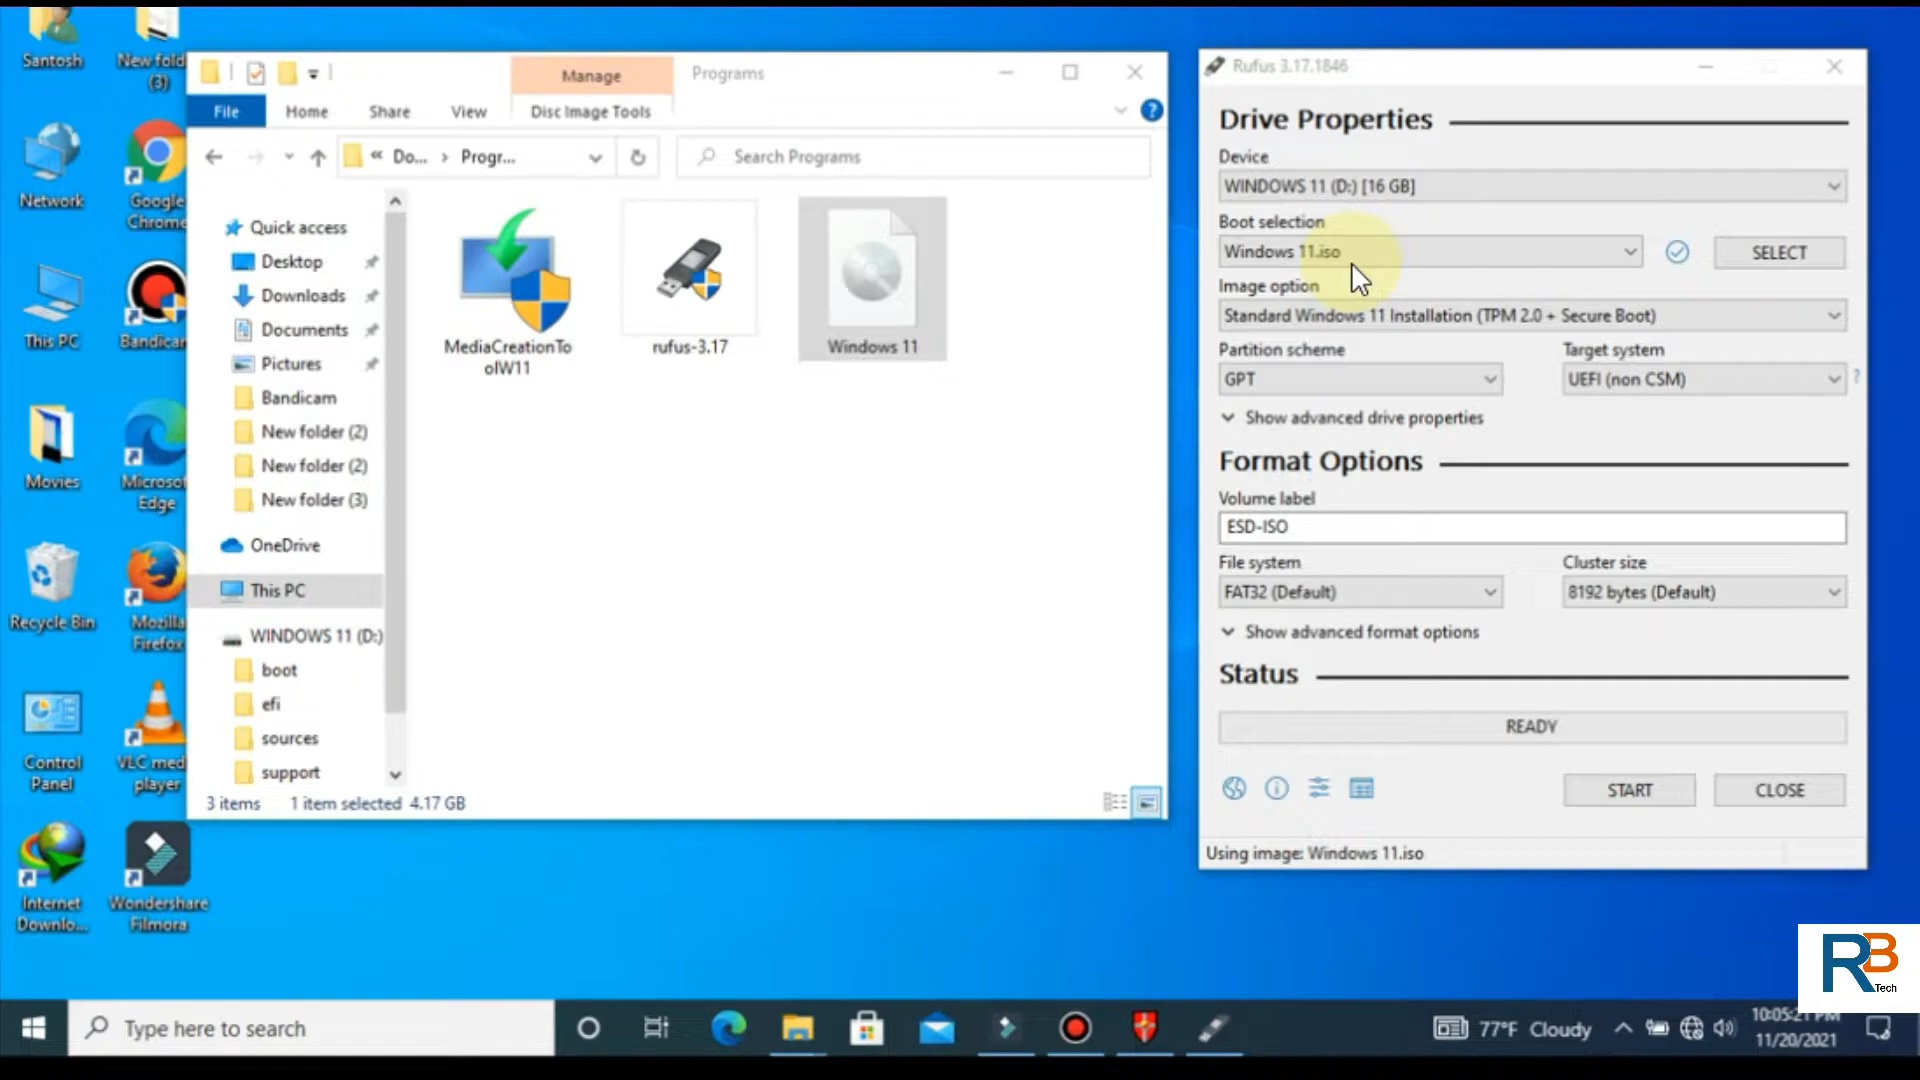 Santosh
New fold
(3)
Network
Google
Chrome
This PC
Bandicam
Movies
Microsof
Edge
Recycle Bin
Mozilla
Firefox
Control
Panel
VLC med
player
Internet
Downlo...
Wondershare
Filmora
Manage
Programs
File
Home
Share
View
Disc Image Tools
?
« Do... › Progr...
Search Programs
Quick access
Desktop
Downloads
Documents
Pictures
Bandicam
New folder (2)
New folder (2)
New folder (3)
OneDrive
This PC
WINDOWS 11 (D:)
boot
efi
sources
support
MediaCreationTo
olW11
rufus-3.17
Windows 11
3 items 1 item selected 4.17 GB
Rufus 3.17.1846
Drive Properties
Device
WINDOWS 11 (D:) [16 GB]
Boot selection
Windows 11.iso
SELECT
Image option
Standard Windows 11 Installation (TPM 2.0 + Secure Boot)
Partition scheme
Target system
GPT
UEFI (non CSM)
?
Show advanced drive properties
Format Options
Volume label
ESD-ISO
File system
Cluster size
FAT32 (Default)
8192 bytes (Default)
Show advanced format options
Status
READY
START
CLOSE
Using image: Windows 11.iso
RB
Tech
Type here to search
77°F Cloudy
10:05:21 PM
11/20/2021